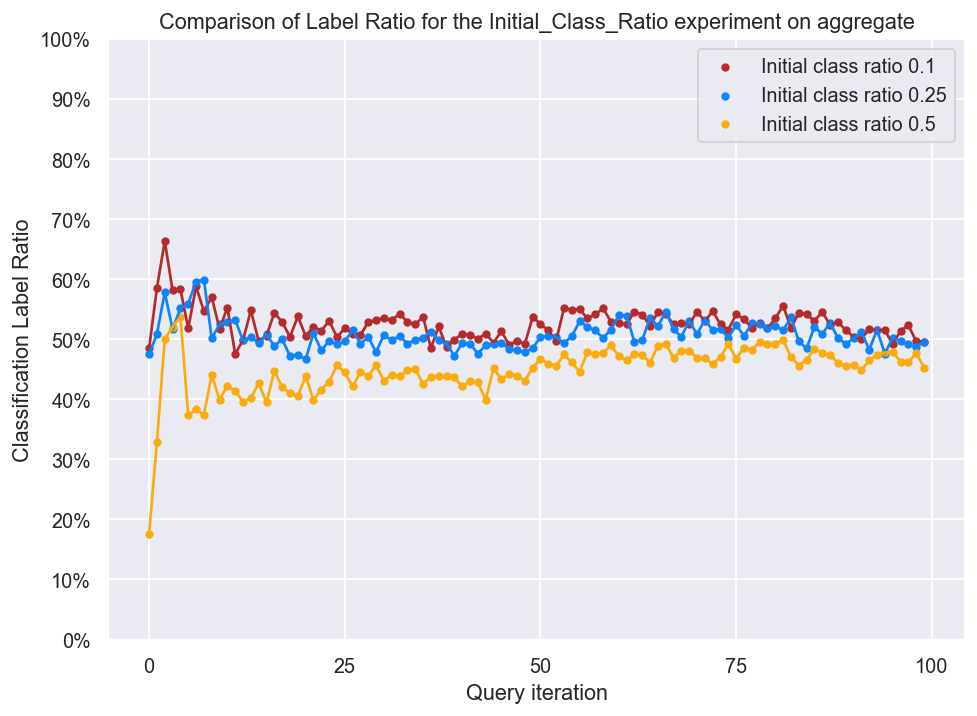 Comparison of Label Ratio for the Initial_Class_Ratio experiment on aggregate
100%
90%
80%
70%
60%
50%
40%
30%
20%
10%
0%
Classification Label Ratio
Initial class ratio 0.1
Initial class ratio 0.25
Initial class ratio 0.5
0
25
50
75
100
Query iteration